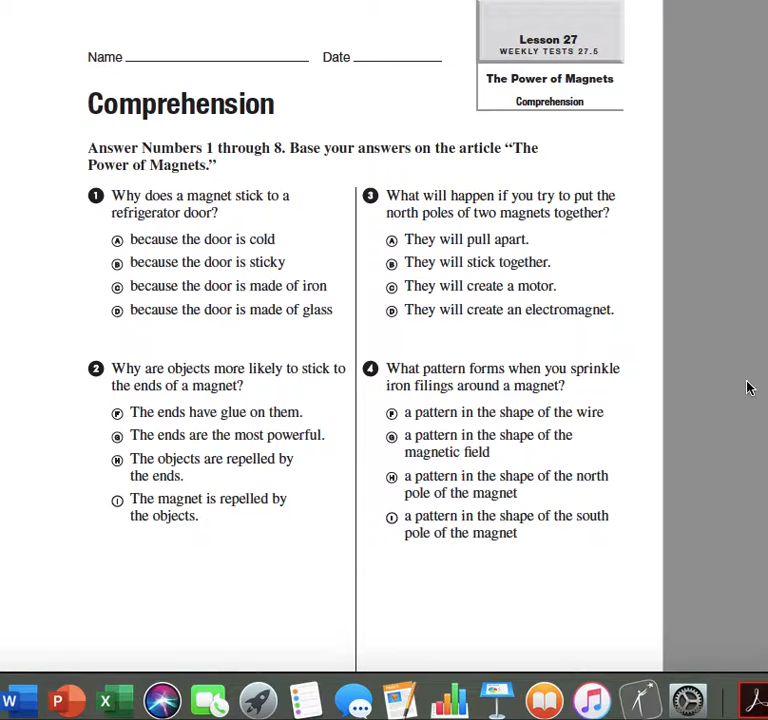 Lesson 27
WEEKLY TESTS 27.5
Name Date
The Power of Magnets
Comprehension
Comprehension
Answer Numbers 1 through 8. Base your answers on the article “The
Power of Magnets.”
1 Why does a magnet stick to a
refrigerator door?
A because the door is cold
B because the door is sticky
C because the door is made of iron
D because the door is made of glass
2 Why are objects more likely to stick to
the ends of a magnet?
F The ends have glue on them.
G The ends are the most powerful.
H The objects are repelled by
the ends.
I The magnet is repelled by
the objects.
3 What will happen if you try to put the
north poles of two magnets together?
A They will pull apart.
B They will stick together.
C They will create a motor.
D They will create an electromagnet.
4 What pattern forms when you sprinkle
iron filings around a magnet?
F a pattern in the shape of the wire
G a pattern in the shape of the
magnetic field
H a pattern in the shape of the north
pole of the magnet
I a pattern in the shape of the south
pole of the magnet
W P X